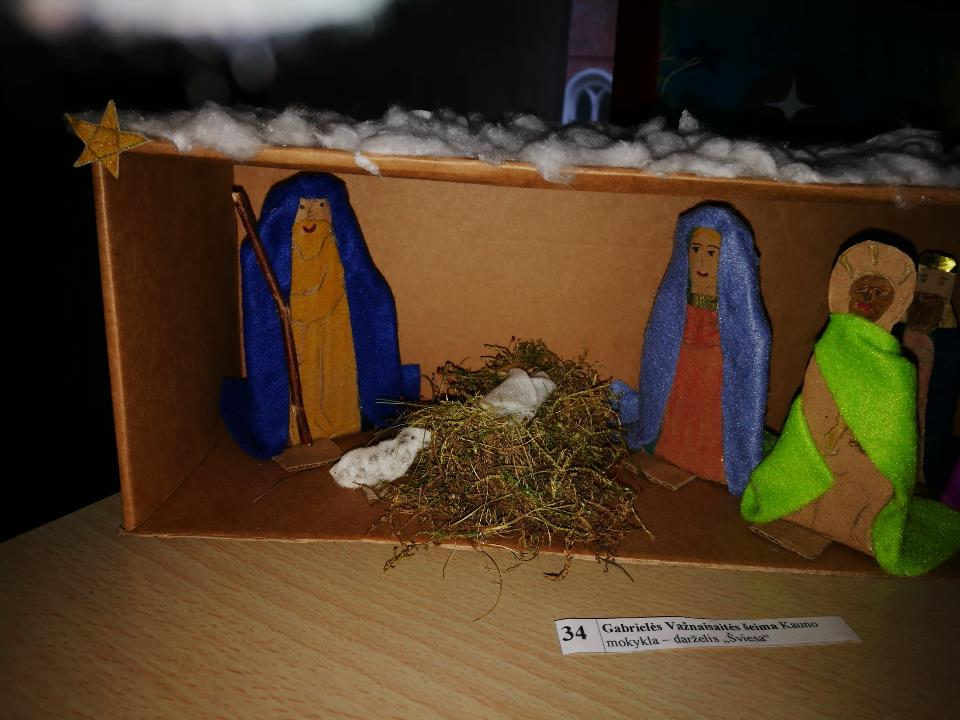 34 Gabrielės Važnaisaitės šeima Kauno
mokykla – darželis „Šviesa“